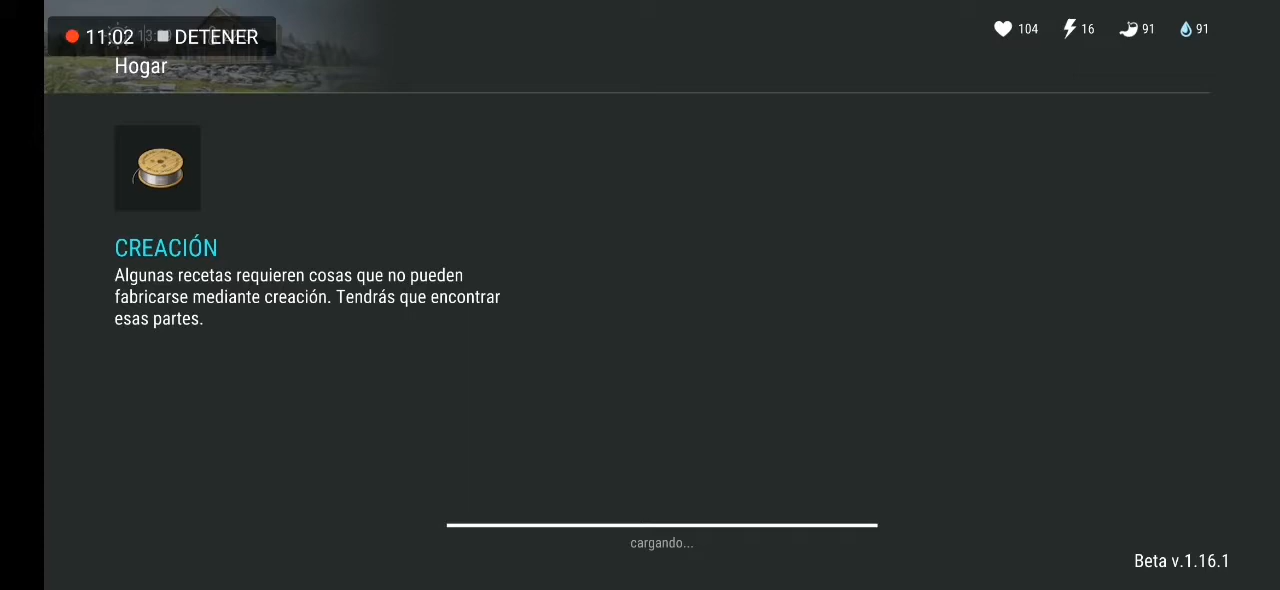 11:02 DETENER
104 16 91 91
Hogar
CREACIÓN
Algunas recetas requieren cosas que no pueden
fabricarse mediante creación. Tendrás que encontrar
esas partes.
cargando...
Beta v.1.16.1